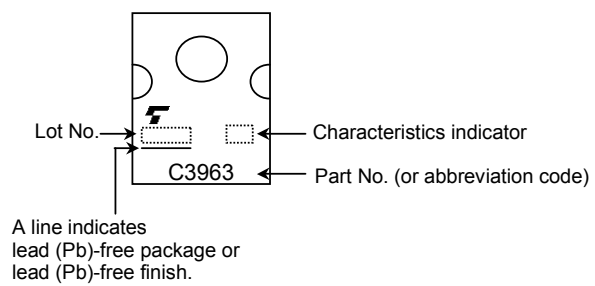 Lot No.
Characteristics indicator
C3963
Part No. (or abbreviation code)
A line indicates
lead (Pb)-free package or
lead (Pb)-free finish.